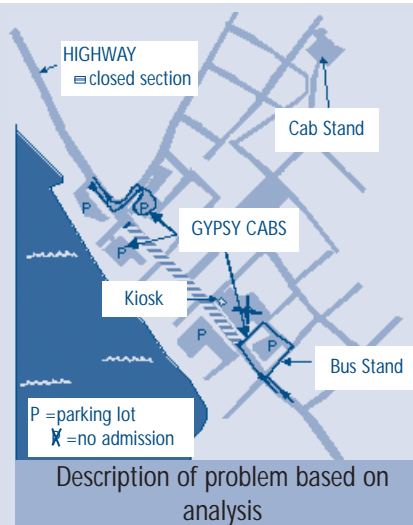 HIGHWAY
closed section
Cab Stand
P
P
P
GYPSY CABS
Kiosk
P
P
Bus Stand
P =parking lot
P =no admission
Description of problem based on
analysis